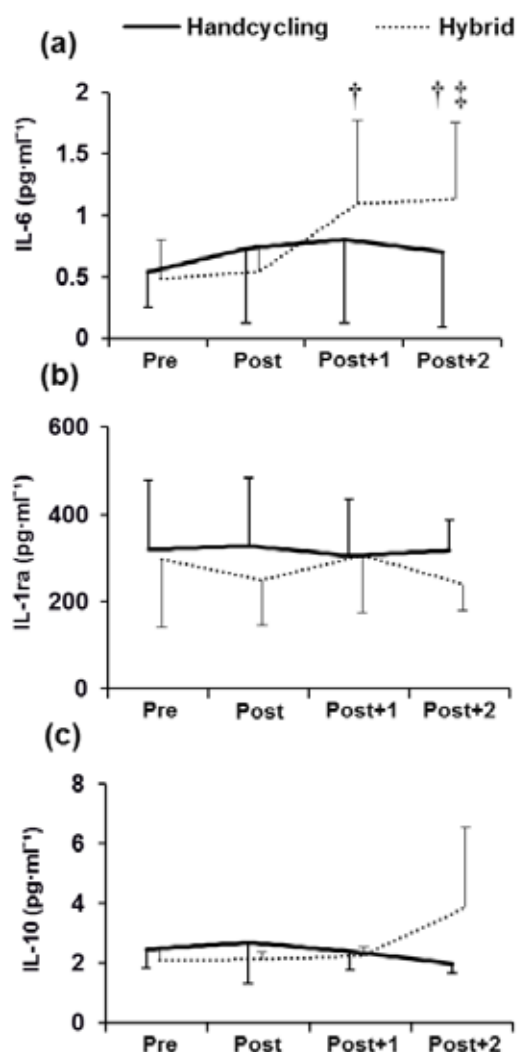 Handcycling Hybrid
(a)
† † ‡
2
1.5
1
0.5
0
IL-6 (pg·ml⁻¹)
Pre Post Post+1 Post+2
(b)
600
400
200
0
IL-1ra (pg·ml⁻¹)
Pre Post Post+1 Post+2
(c)
8
6
4
2
0
IL-10 (pg·ml⁻¹)
Pre Post Post+1 Post+2